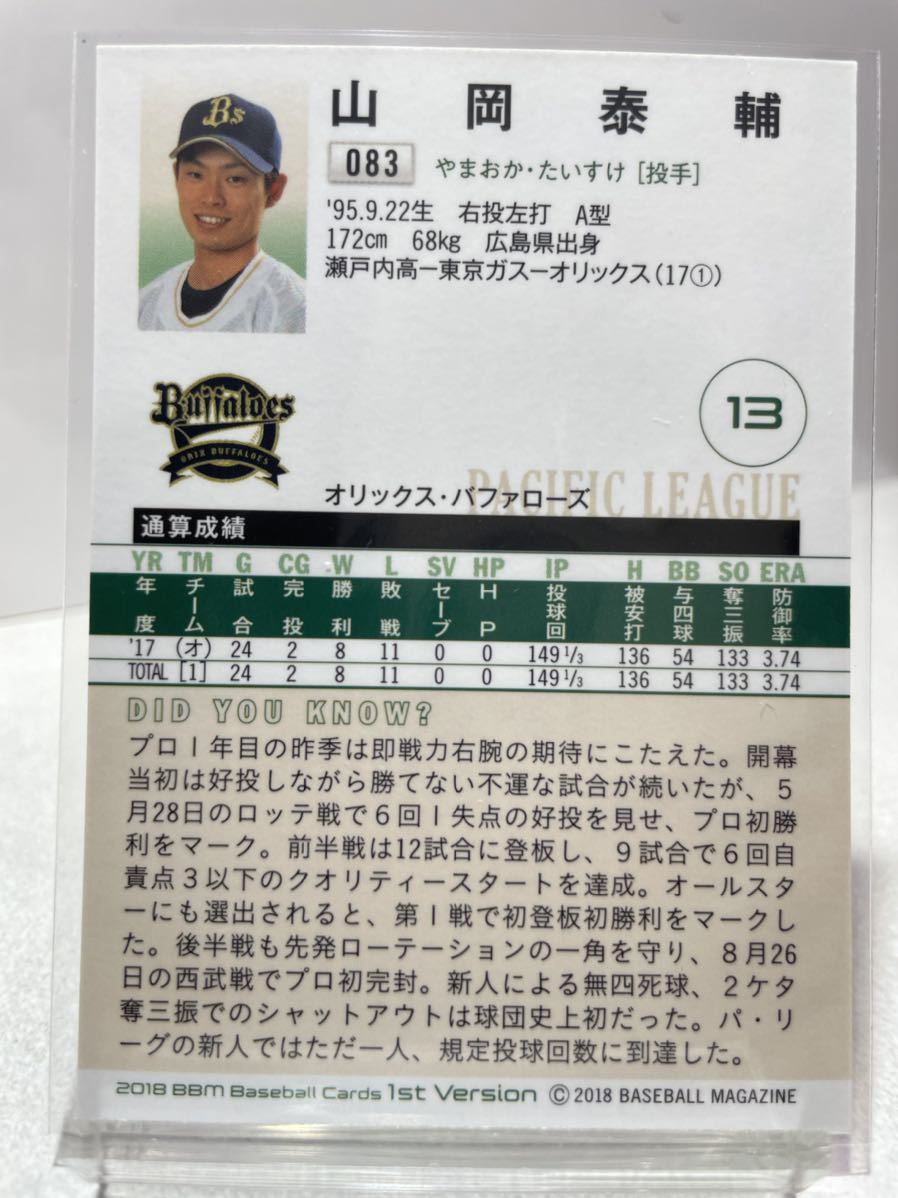 Bs
山岡泰輔
083 やまおか・たいすけ [投手]
'95.9.22生 右投左打 A型
172cm 68kg 広島県出身
瀬戸内高ー東京ガスーオリックス(17①)
Buffaloes
ORIX BUFFALOES
13
PACIFIC LEAGUE
オリックス・バファローズ
通算成績
YR TM G CG W L SV HP IP H BB SO ERA
年度 チーム 試合 完投 勝利 敗戦 セーブ HP 投球回 被安打 与四球 奪三振 防御率
'17 (オ) 24 2 8 11 0 0 149 1/3 136 54 133 3.74
TOTAL [1] 24 2 8 11 0 0 149 1/3 136 54 133 3.74
DID YOU KNOW?
プロ1年目の昨季は即戦力右腕の期待にこたえた。開幕
当初は好投しながら勝てない不運な試合が続いたが、5
月28日のロッテ戦で6回1失点の好投を見せ、プロ初勝
利をマーク。前半戦は12試合に登板し、9試合で6回自
責点3以下のクオリティースタートを達成。オールスタ
ーにも選出されると、第1戦で初登板初勝利をマークし
た。後半戦も先発ローテーションの一角を守り、8月26
日の西武戦でプロ初完封。新人による無四死球、2ケタ
奪三振でのシャットアウトは球団史上初だった。パ・リ
ーグの新人ではただ一人、規定投球回数に到達した。
2018 BBM Baseball Cards 1st Version © 2018 BASEBALL MAGAZINE